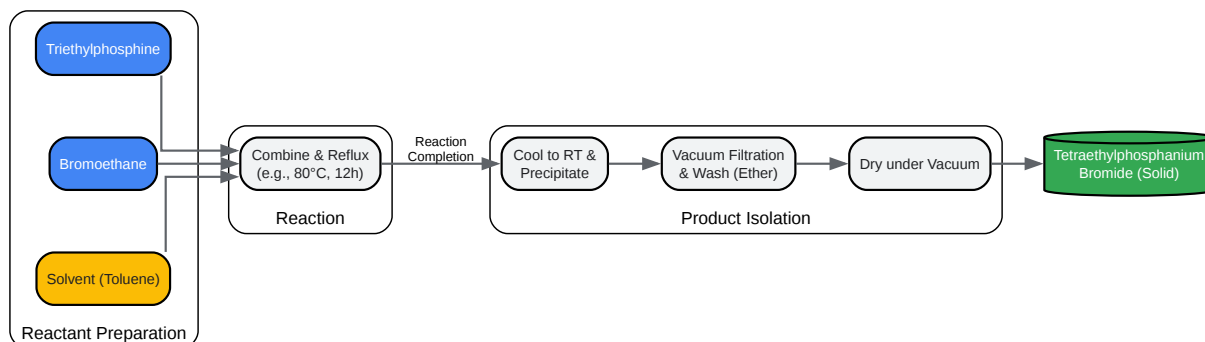 Triethylphosphine
Bromoethane
Solvent (Toluene)
Reactant Preparation
Combine & Reflux
(e.g., 80°C, 12h)
Reaction
Reaction
Completion
Cool to RT &
Precipitate
Vacuum Filtration
& Wash (Ether)
Dry under Vacuum
Product Isolation
Tetraethylphosphanium
Bromide (Solid)